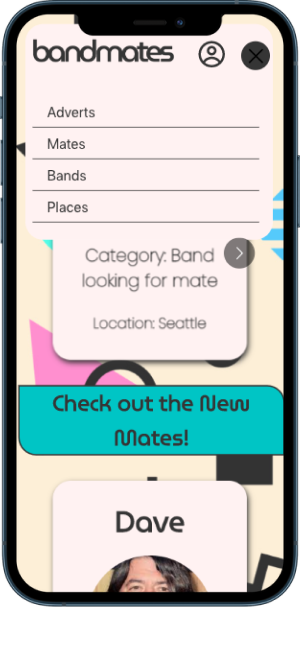 bandmates
Adverts
Mates
Bands
Places
Category: Band
looking for mate
Location: Seattle
Check out the New
Mates!
Dave